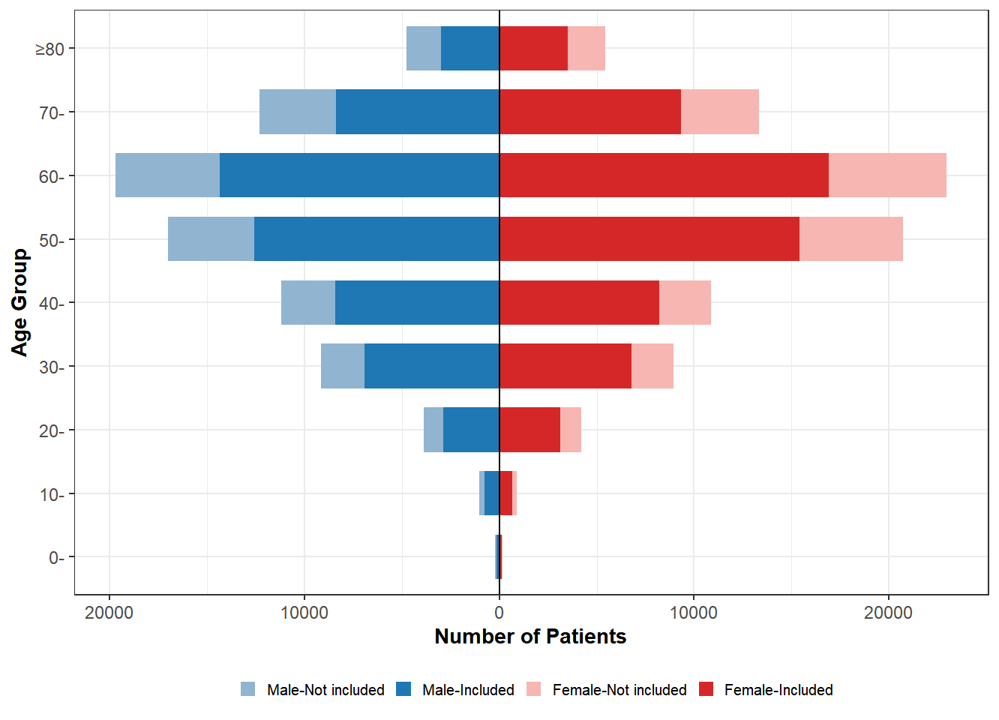 ≥80
70-
60-
50-
40-
30-
20-
10-
0-
Age Group
20000 10000 0 10000 20000
Number of Patients
Male-Not included Male-Included Female-Not included Female-Included